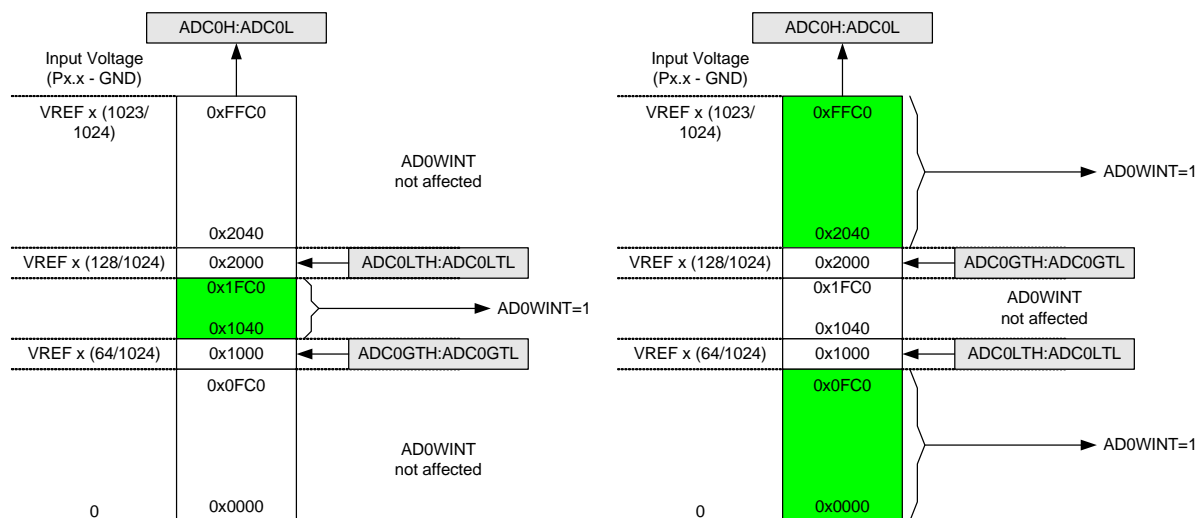 ADC0H:ADC0L
Input Voltage
(Px.x - GND)
VREF x (1023/
1024)
0xFFC0
AD0WINT
not affected
0x2040
VREF x (128/1024)
0x2000
ADC0LTH:ADC0LTL
0x1FC0
AD0WINT=1
0x1040
VREF x (64/1024)
0x1000
ADC0GTH:ADC0GTL
0x0FC0
AD0WINT
not affected
0
0x0000
ADC0H:ADC0L
Input Voltage
(Px.x - GND)
VREF x (1023/
1024)
0xFFC0
AD0WINT=1
0x2040
VREF x (128/1024)
0x2000
ADC0GTH:ADC0GTL
0x1FC0
AD0WINT
not affected
0x1040
VREF x (64/1024)
0x1000
ADC0LTH:ADC0LTL
0x0FC0
AD0WINT=1
0
0x0000